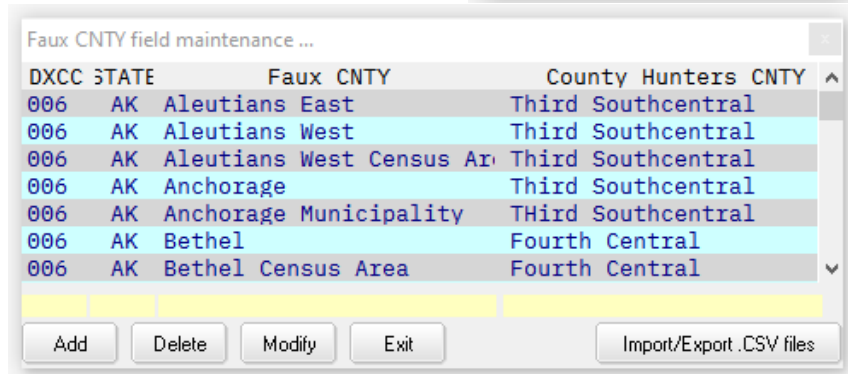 Faux CNTY field maintenance ...
x
DXCC STATE Faux CNTY County Hunters CNTY
006 AK Aleutians East Third Southcentral
006 AK Aleutians West Third Southcentral
006 AK Aleutians West Census Are Third Southcentral
006 AK Anchorage Third Southcentral
006 AK Anchorage Municipality THird Southcentral
006 AK Bethel Fourth Central
006 AK Bethel Census Area Fourth Central
Add Delete Modify Exit Import/Export .CSV files